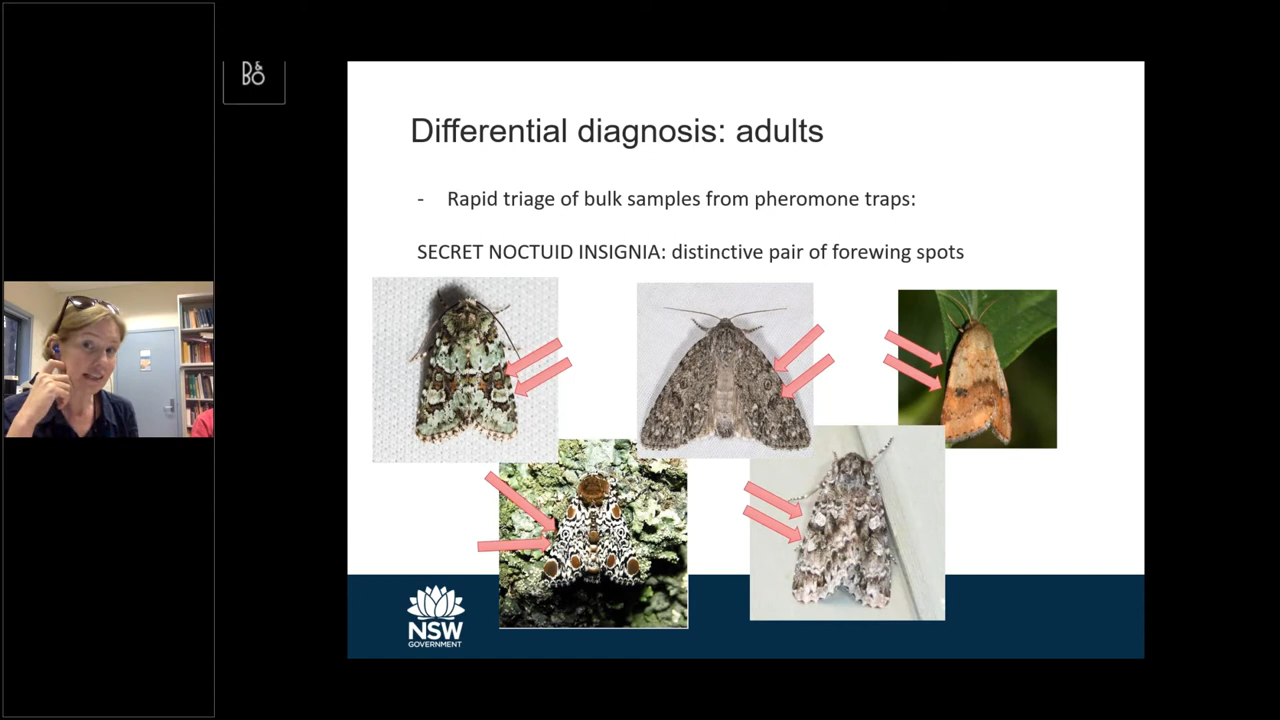 B&O
Differential diagnosis: adults
- Rapid triage of bulk samples from pheromone traps:
SECRET NOCTUID INSIGNIA: distinctive pair of forewing spots
NSW
GOVERNMENT